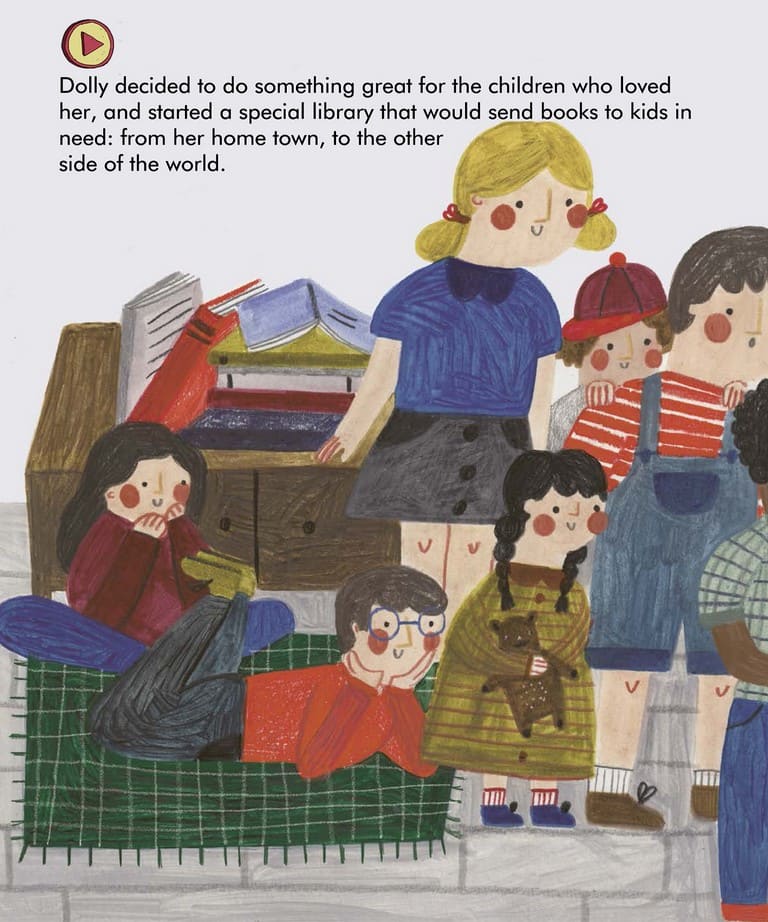 Dolly decided to do something great for the children who loved
her, and started a special library that would send books to kids in
need: from her home town, to the other
side of the world.